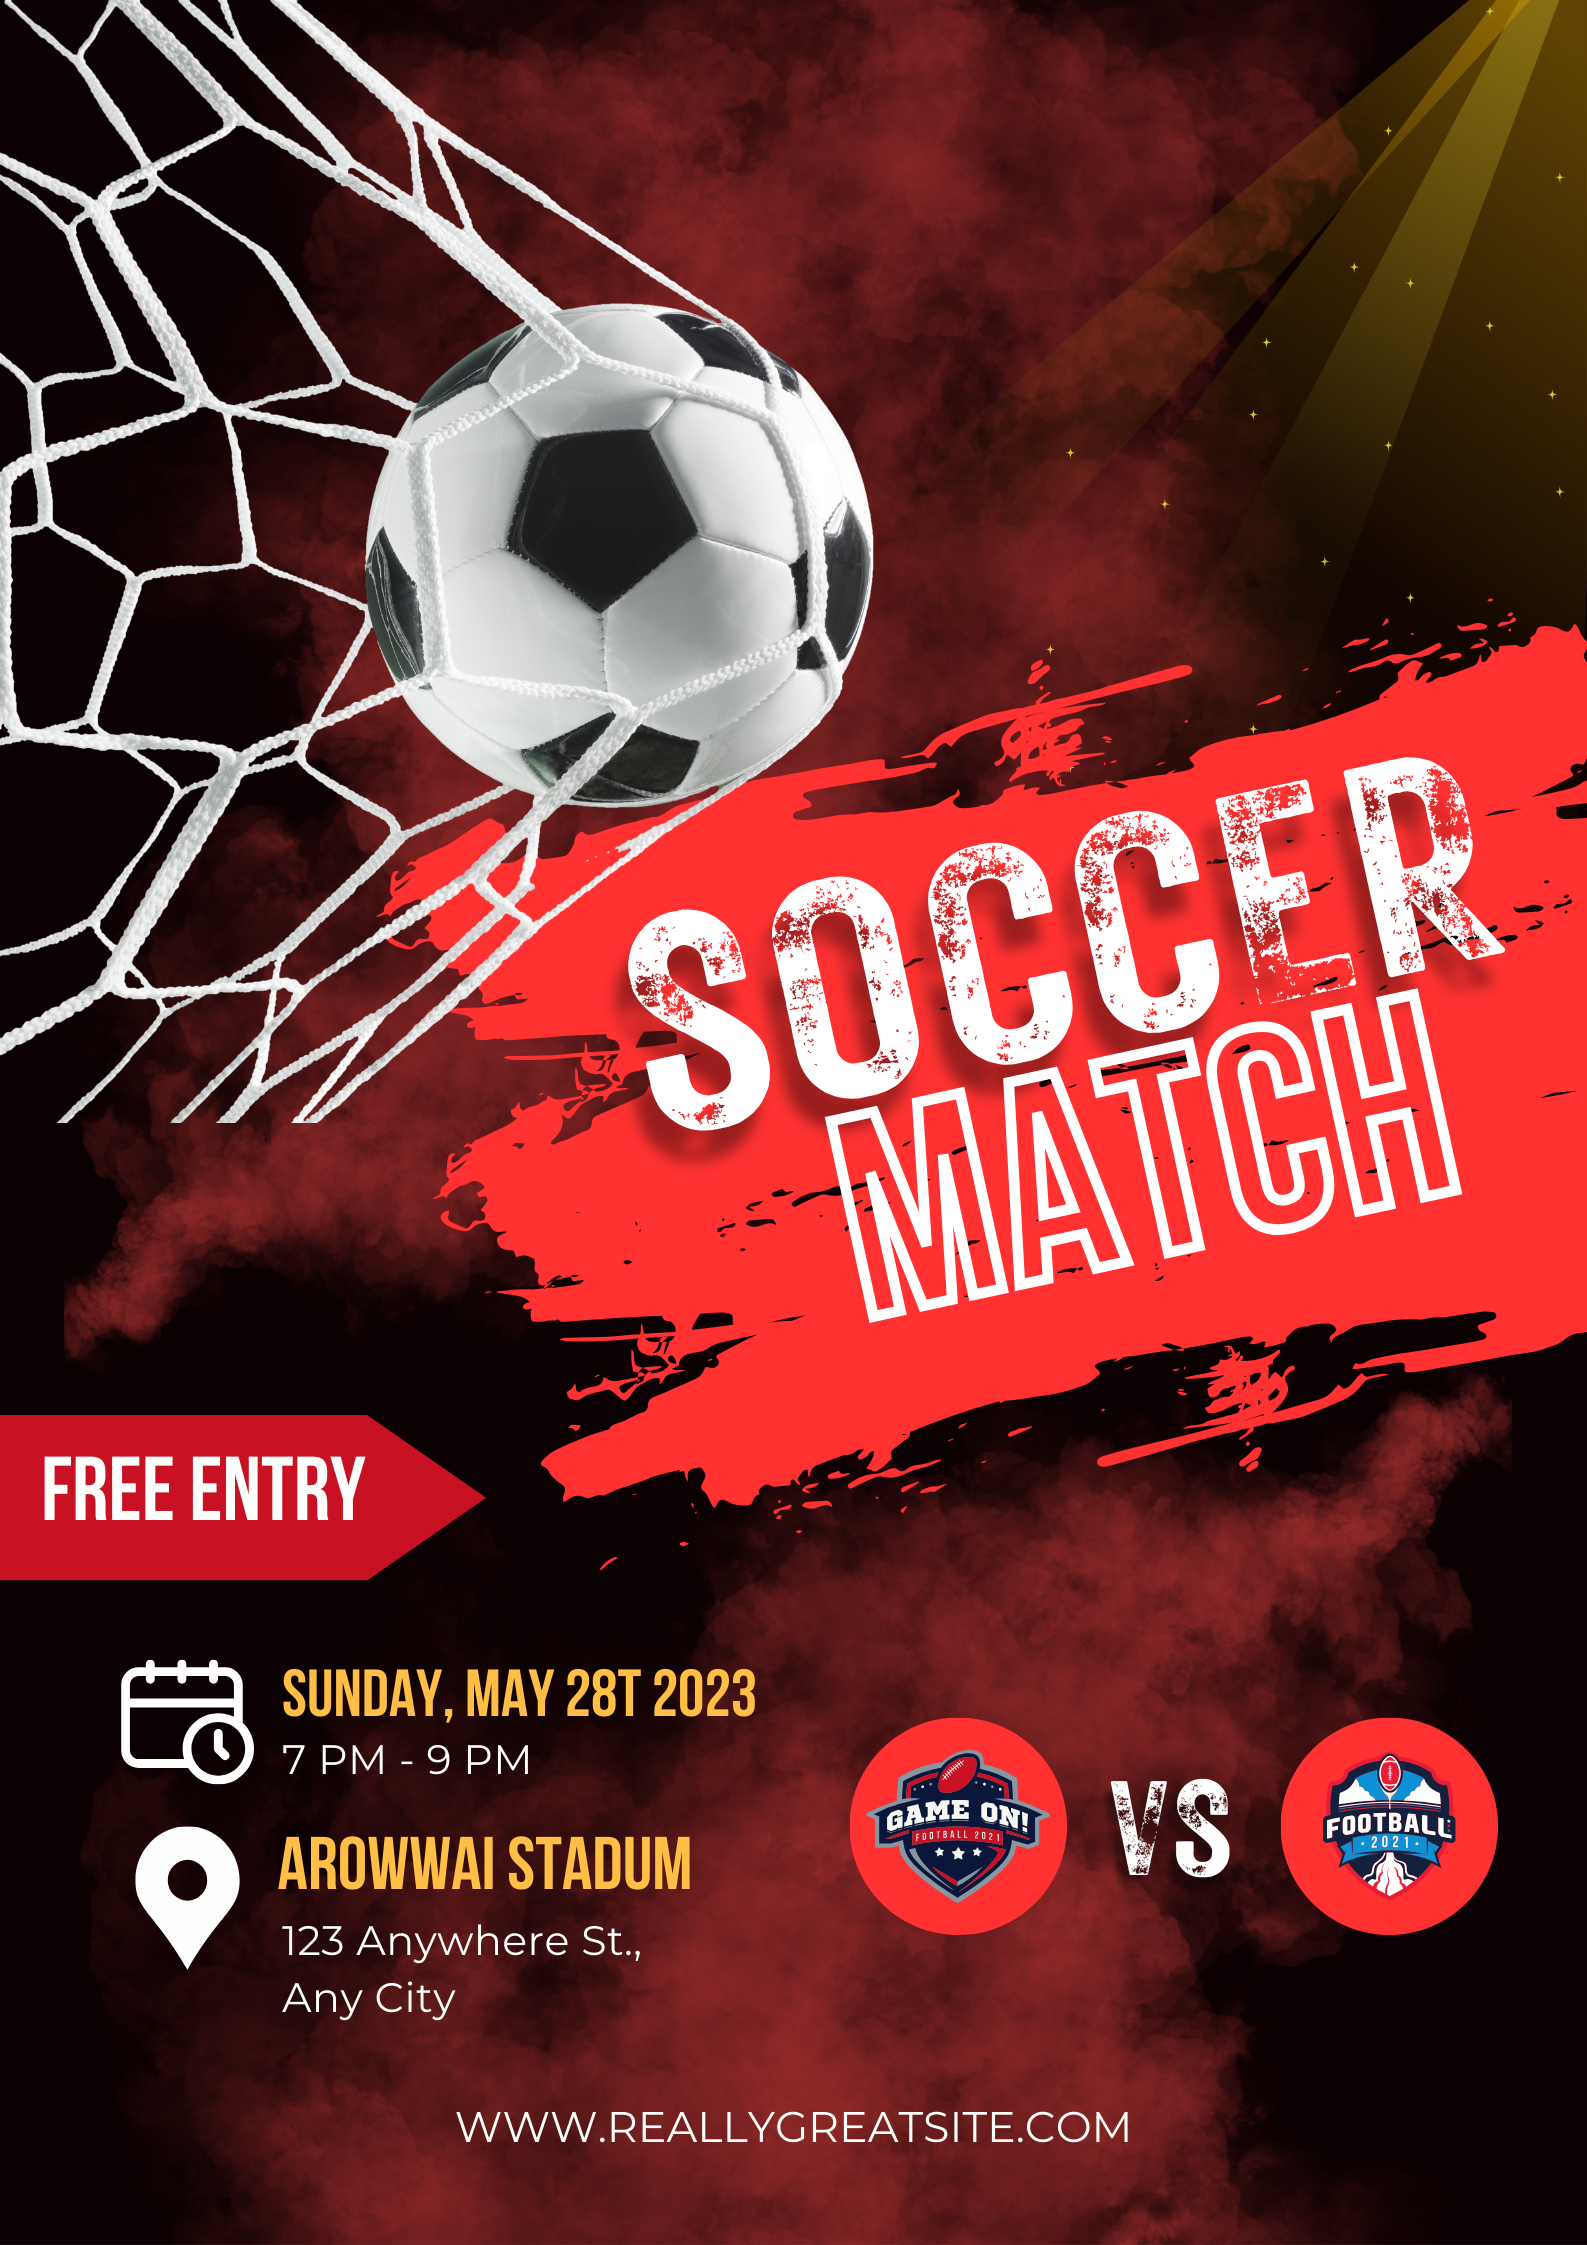 SOCCER
MATCH
FREE ENTRY
SUNDAY, MAY 28T 2023
7 PM - 9 PM
AROWWAI STADUM
123 Anywhere St.,
Any City
GAME ON!
FOOTBALL 2021
VS
FOOTBALL
2021
WWW.REALLYGREATSITE.COM